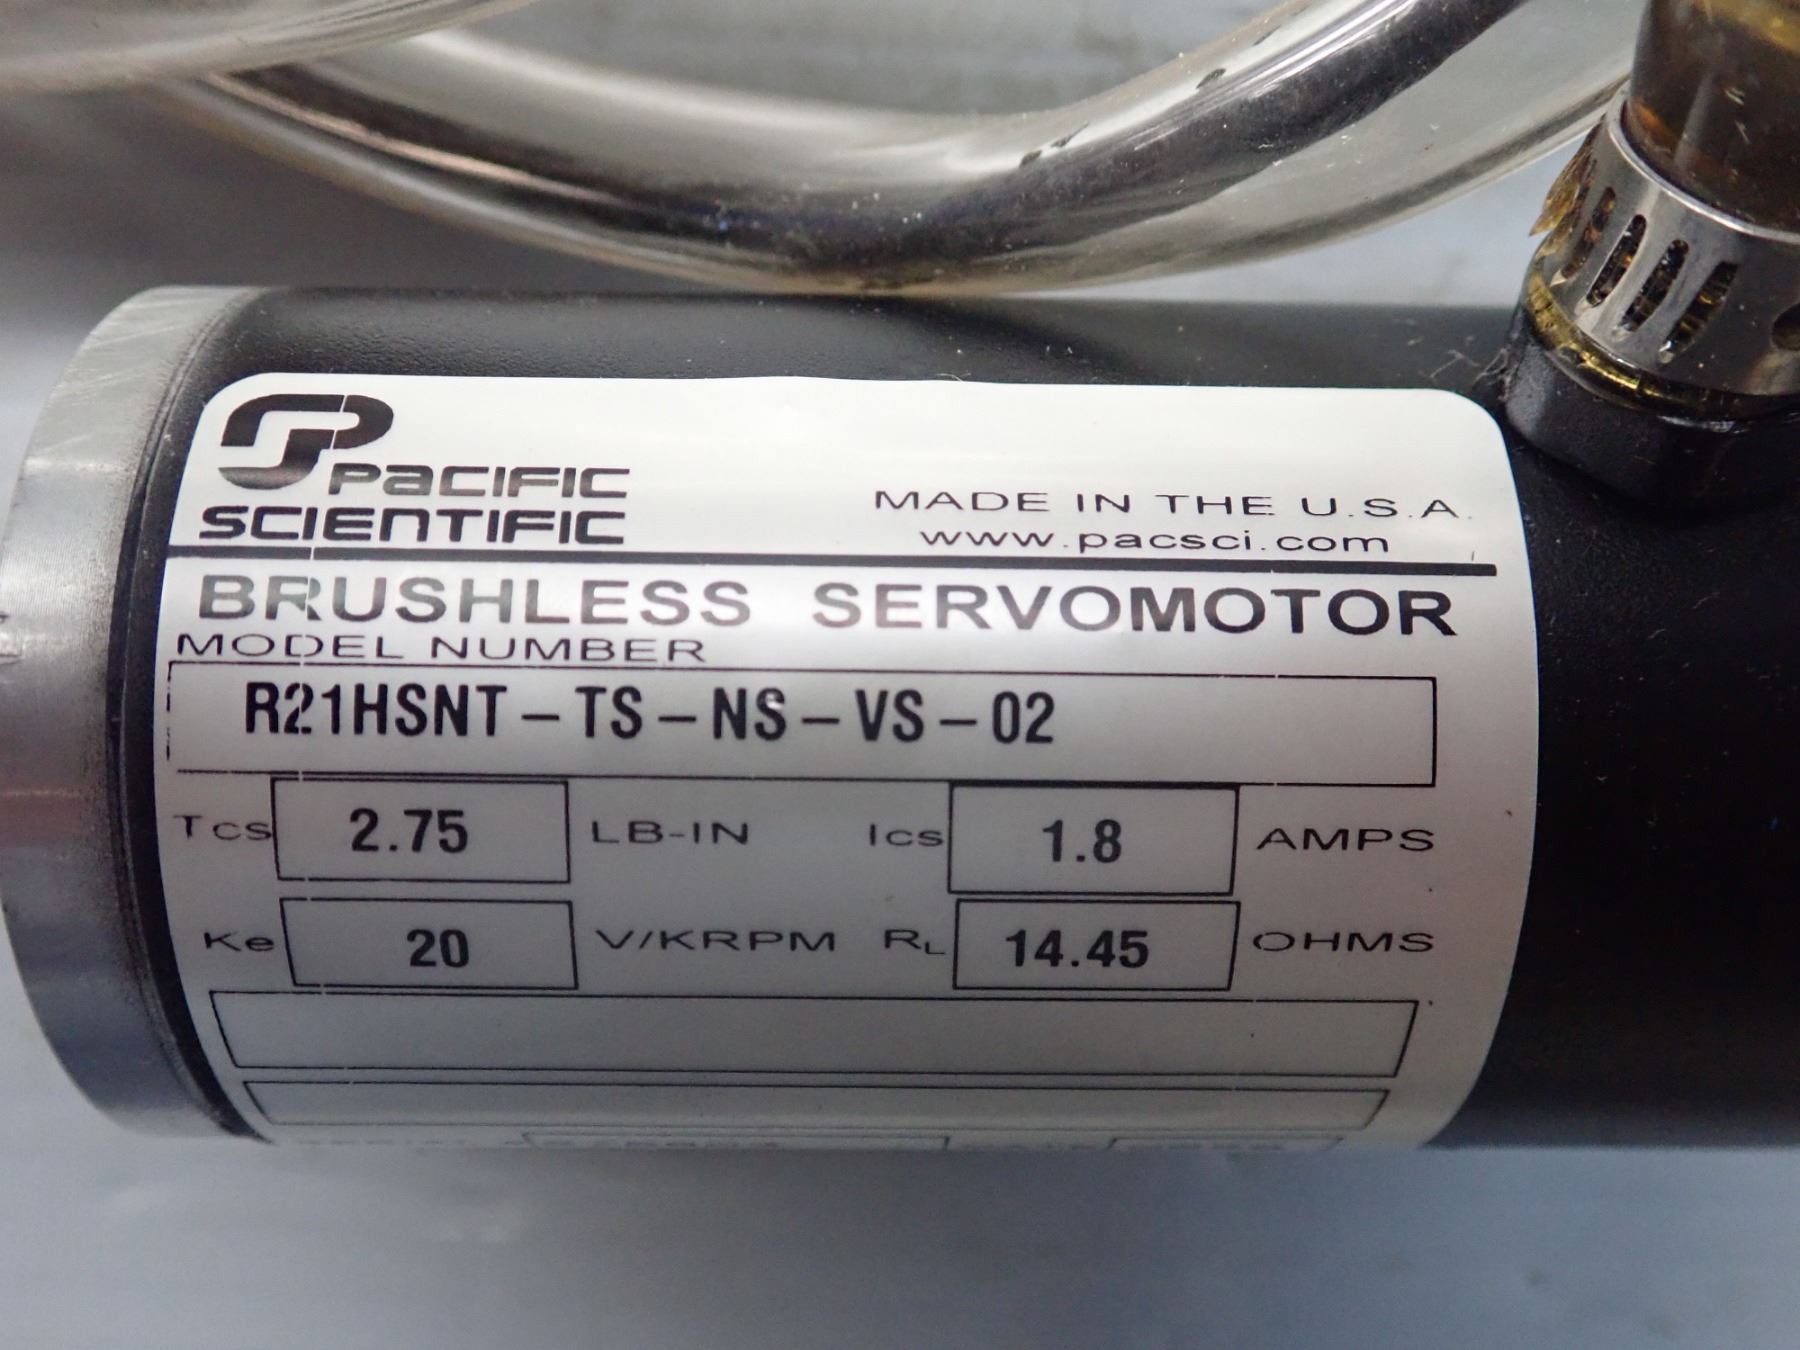 PACIFIC
SCIENTIFIC
MADE IN THE U.S.A.
www.pacsci.com
BRUSHLESS SERVOMOTOR
MODEL NUMBER
R21HSNT-TS-NS-VS-02
Tcs 2.75 LB-IN Ics 1.8 AMPS
Ke 20 V/KRPM RL 14.45 OHMS